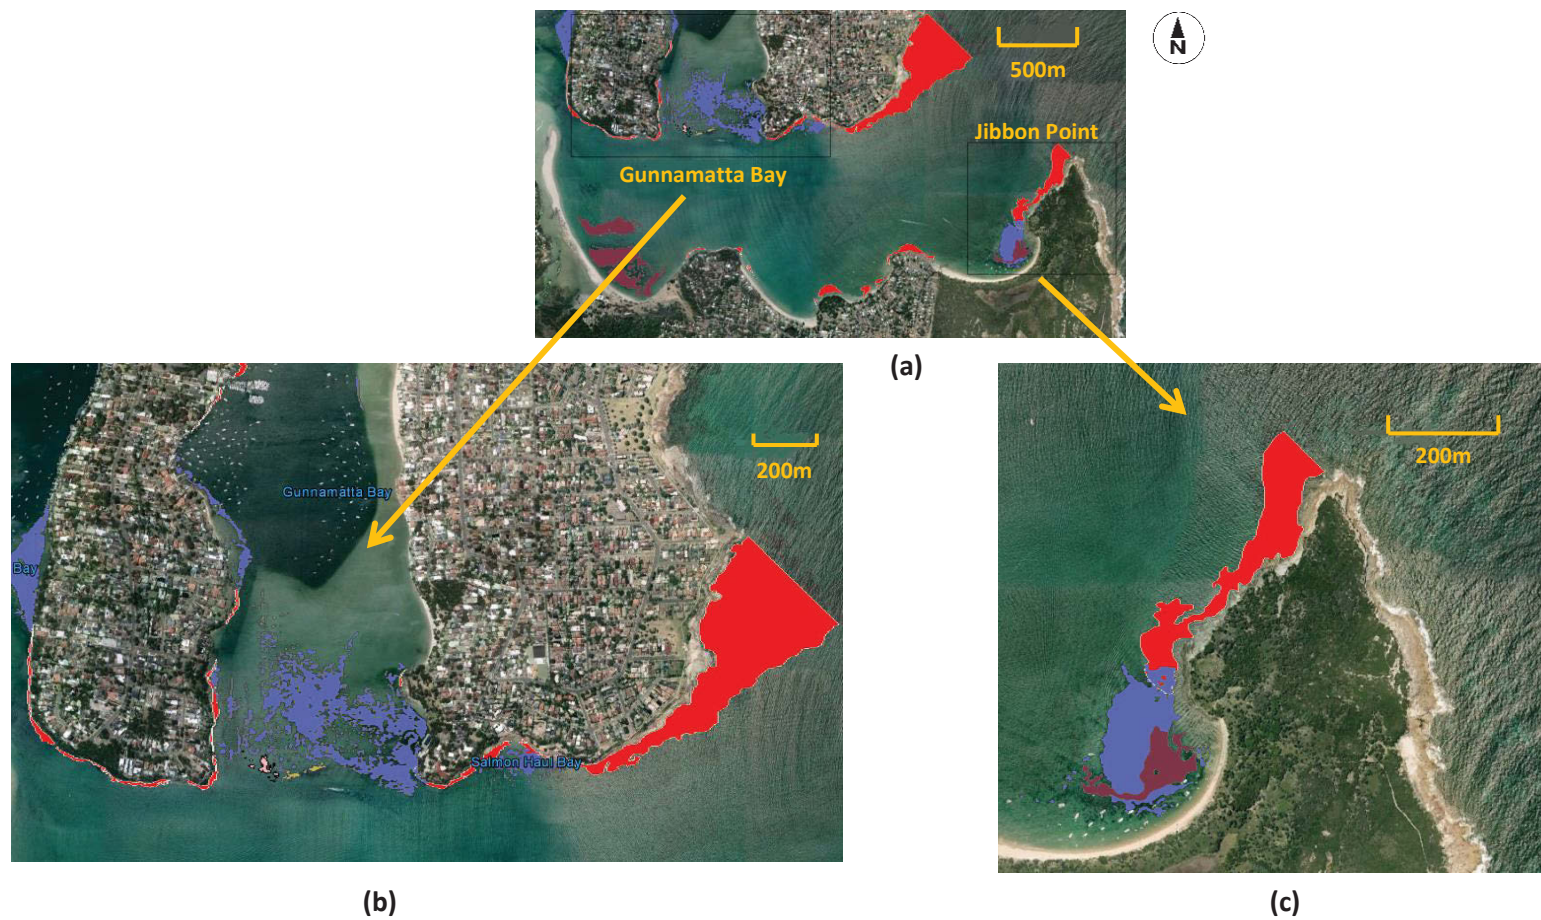 N
500m
Jibbon Point
Gunnamatta Bay
(a)
200m
Gunnamatta Bay
Bay
Salmon Haul Bay
(b)
200m
(c)